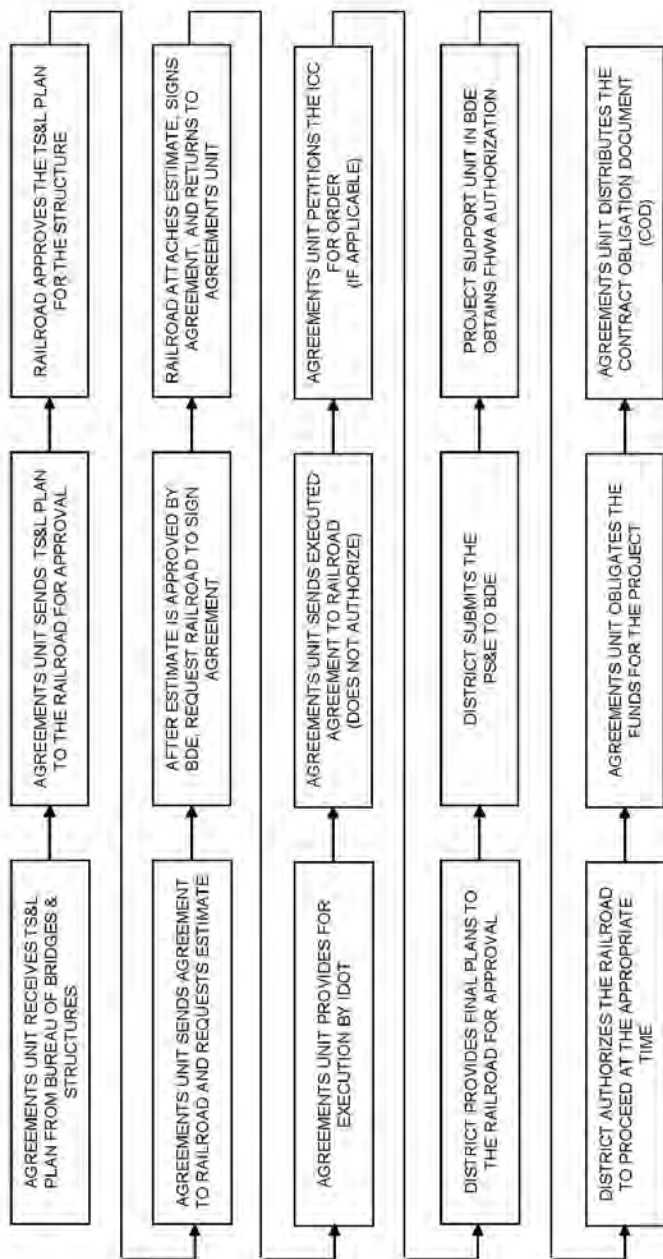 AGREEMENTS UNIT RECEIVES TS&L
PLAN FROM BUREAU OF BRIDGES &
STRUCTURES
AGREEMENTS UNIT SENDS TS&L PLAN
TO THE RAILROAD FOR APPROVAL
RAILROAD APPROVES THE TS&L PLAN
FOR THE STRUCTURE
AGREEMENTS UNIT SENDS AGREEMENT
TO RAILROAD AND REQUESTS ESTIMATE
AFTER ESTIMATE IS APPROVED BY
BDE, REQUEST RAILROAD TO SIGN
AGREEMENT
RAILROAD ATTACHES ESTIMATE, SIGNS
AGREEMENT, AND RETURNS TO
AGREEMENTS UNIT
AGREEMENTS UNIT PROVIDES FOR
EXECUTION BY IDOT
AGREEMENTS UNIT SENDS EXECUTED
AGREEMENT TO RAILROAD
(DOES NOT AUTHORIZE)
AGREEMENTS UNIT PETITIONS THE ICC
FOR ORDER
(IF APPLICABLE)
DISTRICT PROVIDES FINAL PLANS TO
THE RAILROAD FOR APPROVAL
DISTRICT SUBMITS THE
PS&E TO BDE
PROJECT SUPPORT UNIT IN BDE
OBTAINS FHWA AUTHORIZATION
DISTRICT AUTHORIZES THE RAILROAD
TO PROCEED AT THE APPROPRIATE
TIME
AGREEMENTS UNIT OBLIGATES THE
FUNDS FOR THE PROJECT
AGREEMENTS UNIT DISTRIBUTES THE
CONTRACT OBLIGATION DOCUMENT
(COD)